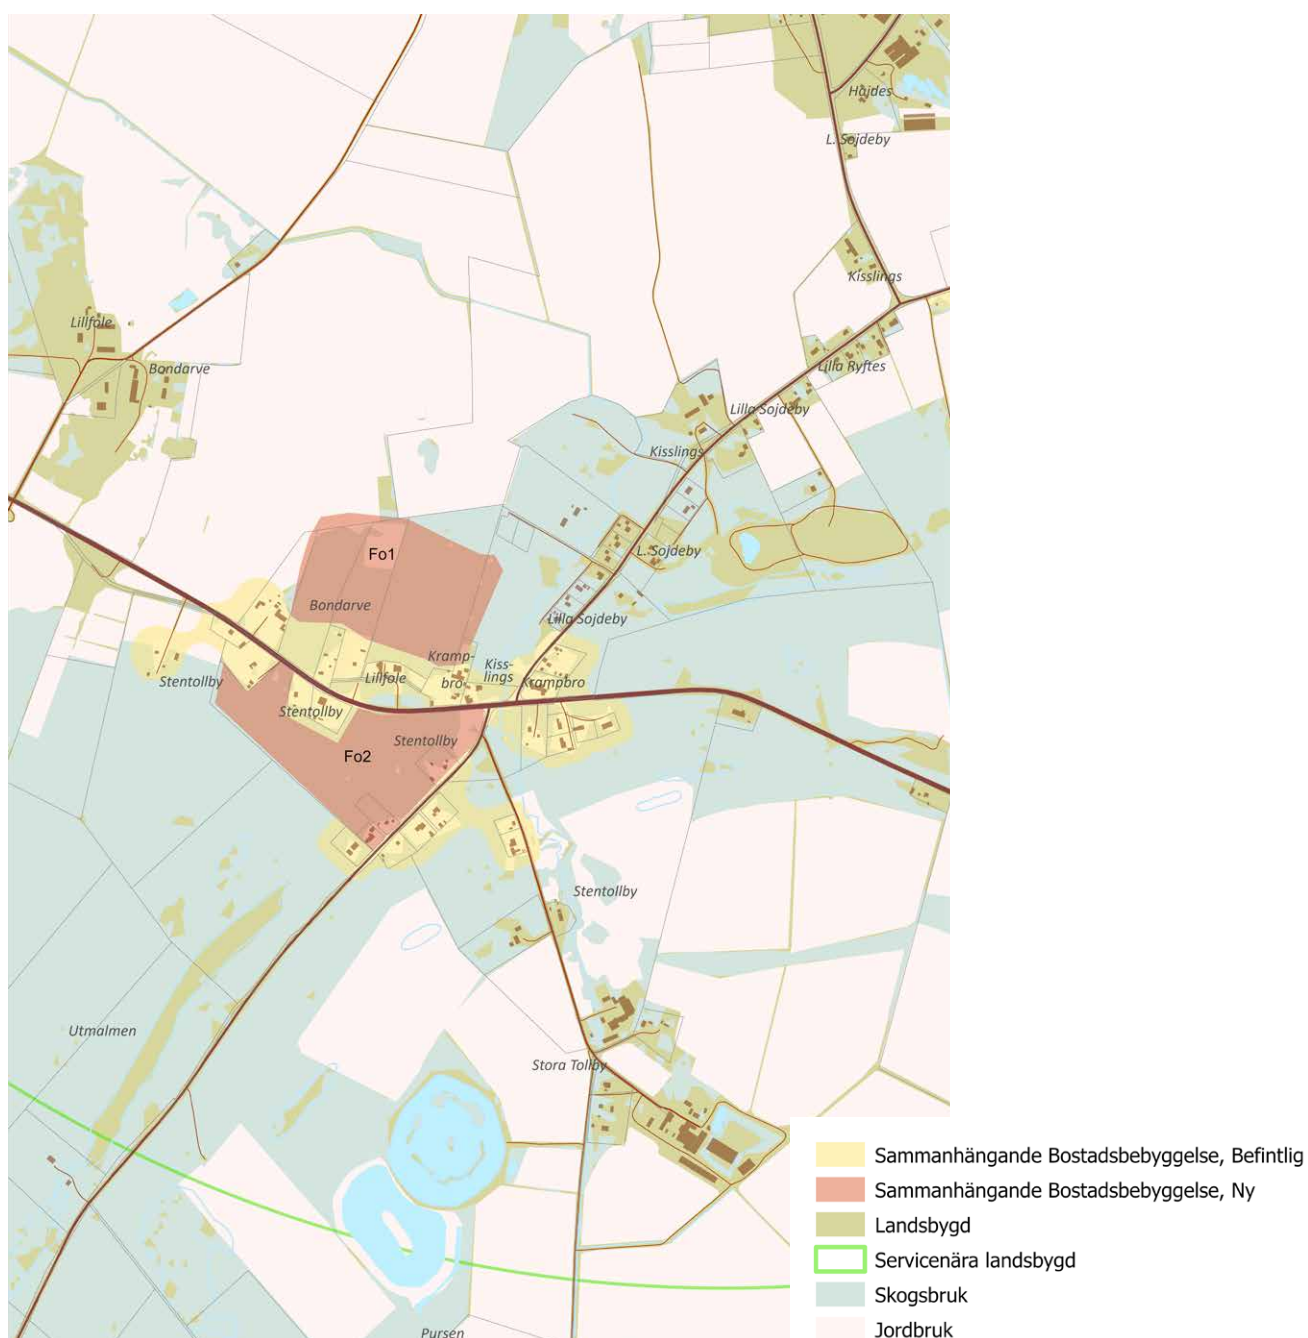 Hajdes
L. Sojdeby
Kisslings
Lillfole
Bondarve
Lilla Ryftes
Lilla Sojdeby
Kisslings
Fo1
L. Sojdeby
Bondarve
Lilla Sojdeby
Kramp-
bro
Kiss-
lings
Stentollby
Lillfole
Krampbro
Stentollby
Stentollby
Fo2
Stentollby
Utmalmen
Stora Tollby
Pursen
Sammanhängande Bostadsbebyggelse, Befintlig
Sammanhängande Bostadsbebyggelse, Ny
Landsbygd
Servicenära landsbygd
Skogsbruk
Jordbruk